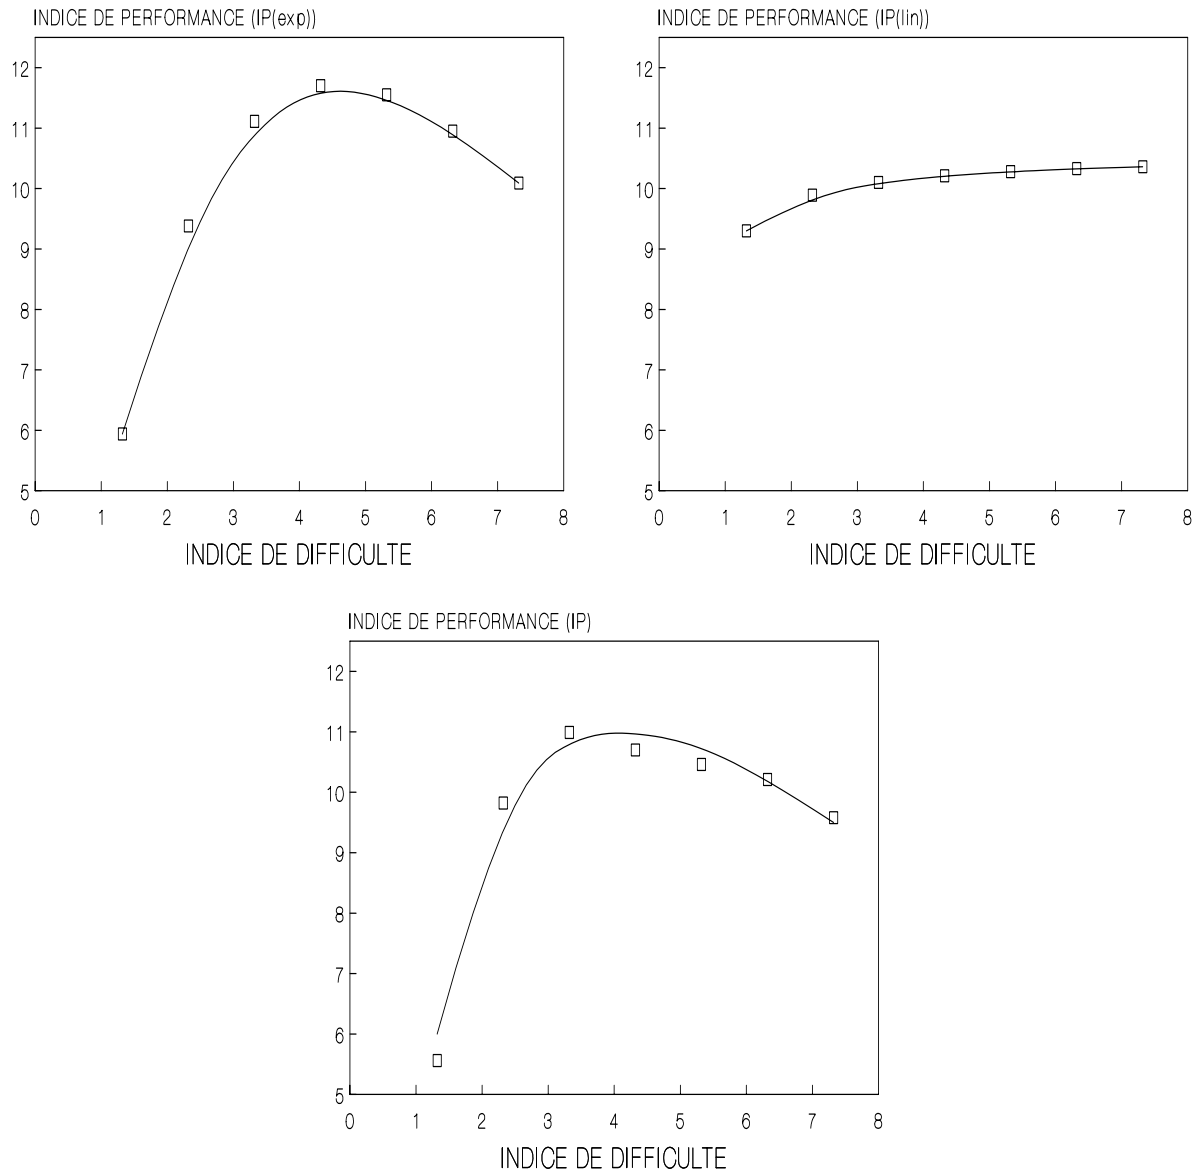 INDICE DE PERFORMANCE (IP(exp))
12
11
10
9
8
7
6
5
0 1 2 3 4 5 6 7 8
INDICE DE DIFFICULTE
INDICE DE PERFORMANCE (IP(lin))
12
11
10
9
8
7
6
5
0 1 2 3 4 5 6 7 8
INDICE DE DIFFICULTE
INDICE DE PERFORMANCE (IP)
12
11
10
9
8
7
6
5
0 1 2 3 4 5 6 7 8
INDICE DE DIFFICULTE